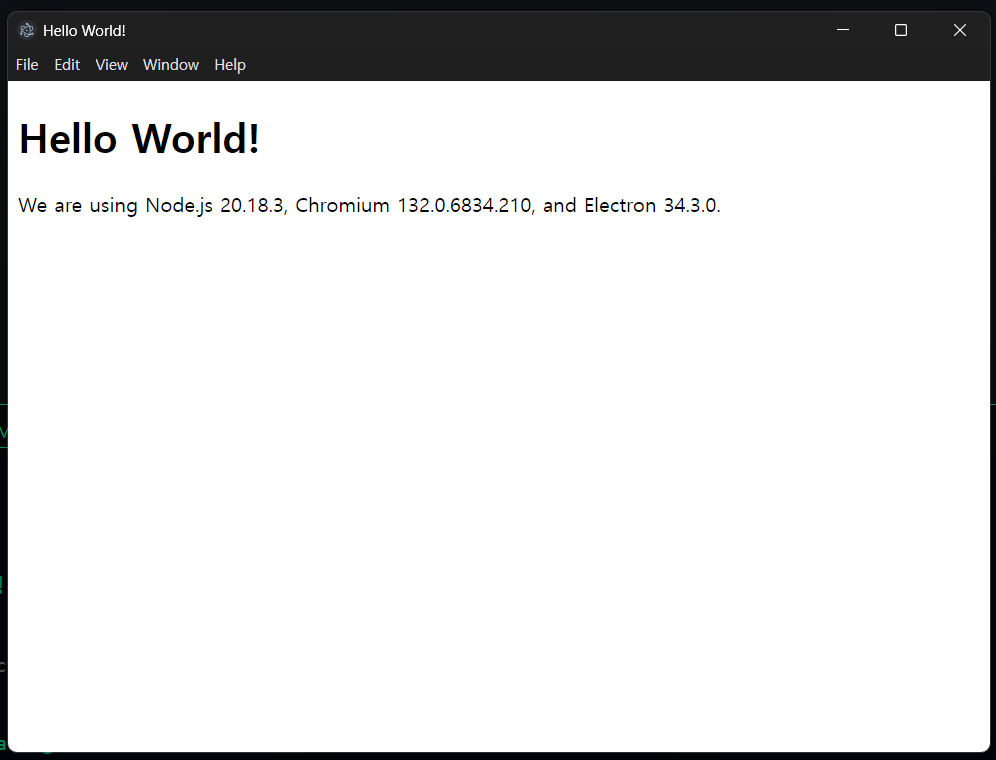 Hello World!
File Edit View Window Help
Hello World!
We are using Node.js 20.18.3, Chromium 132.0.6834.210, and Electron 34.3.0.